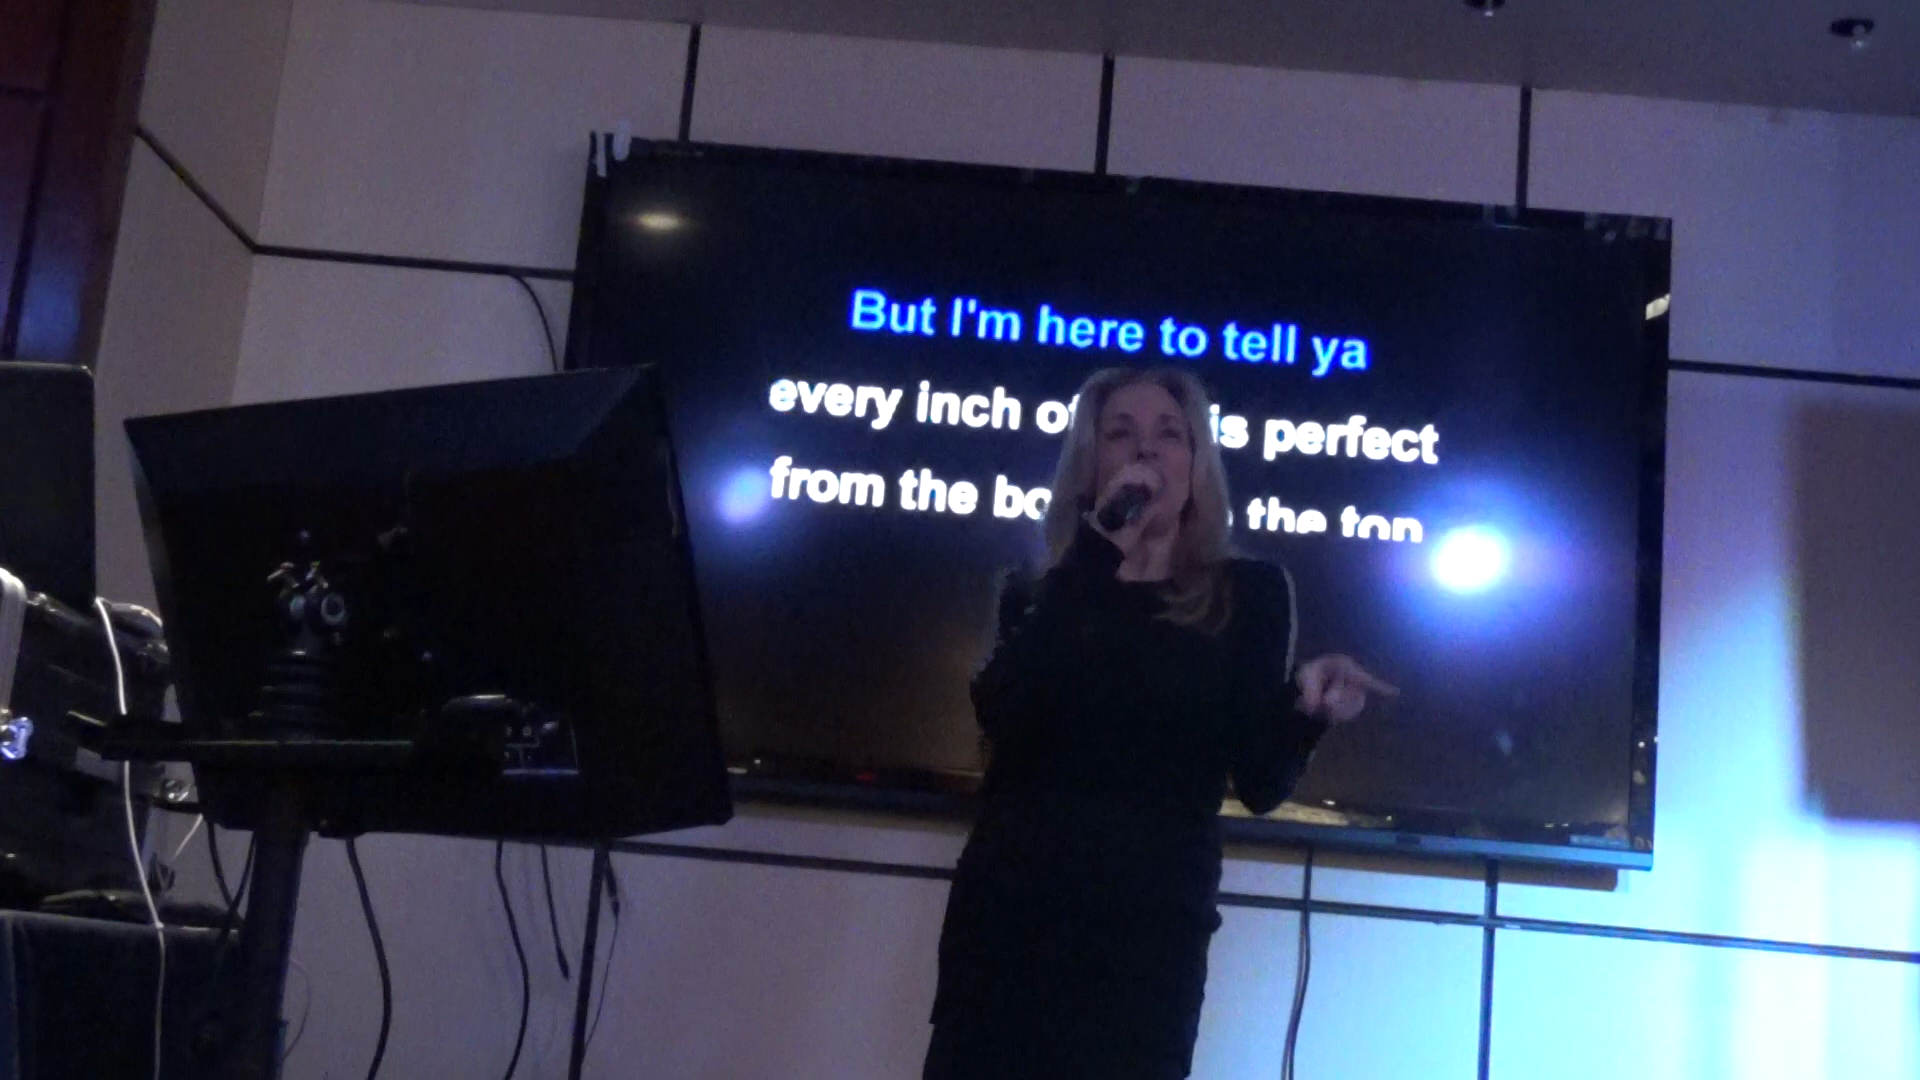 But I'm here to tell ya
every inch of is perfect
from the the top